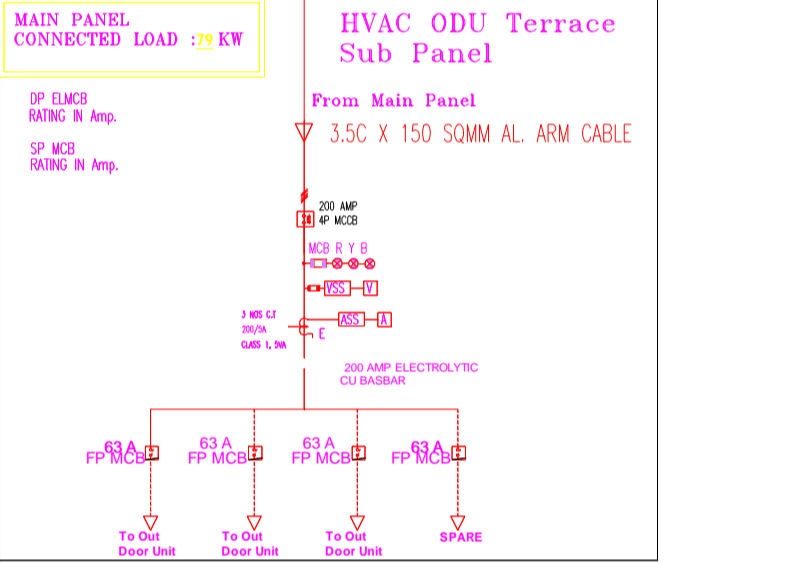 MAIN PANEL
CONNECTED LOAD :79 KW
HVAC ODU Terrace
Sub Panel
DP ELMCB
RATING IN Amp.
SP MCB
RATING IN Amp.
From Main Panel
3.5C X 150 SQMM AL. ARM CABLE
200 AMP
4P MCCB
MCB R Y B
VSS V
ASS A
3 NOS C.T
200/5A
CLASS 1, 5VA
E
200 AMP ELECTROLYTIC
CU BASBAR
63 A
FP MCB
63 A
FP MCB
63 A
FP MCB
63 A
FP MCB
To Out
Door Unit
To Out
Door Unit
To Out
Door Unit
SPARE